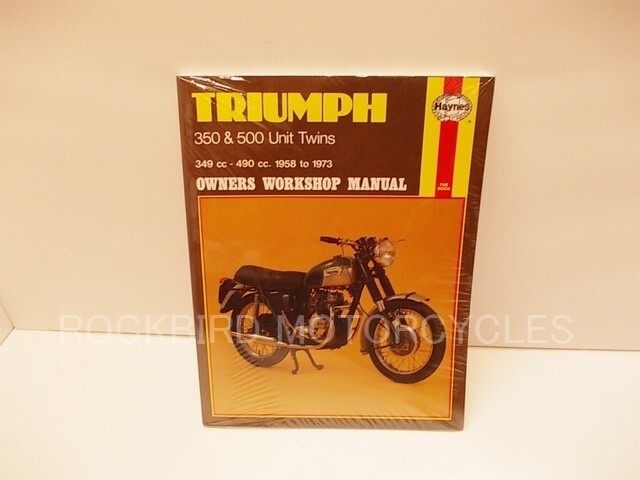 TRIUMPH
350 & 500 Unit Twins
349 cc - 490 cc. 1958 to 1973
OWNERS WORKSHOP MANUAL
Haynes
ROCKBIRD MOTORCYCLES